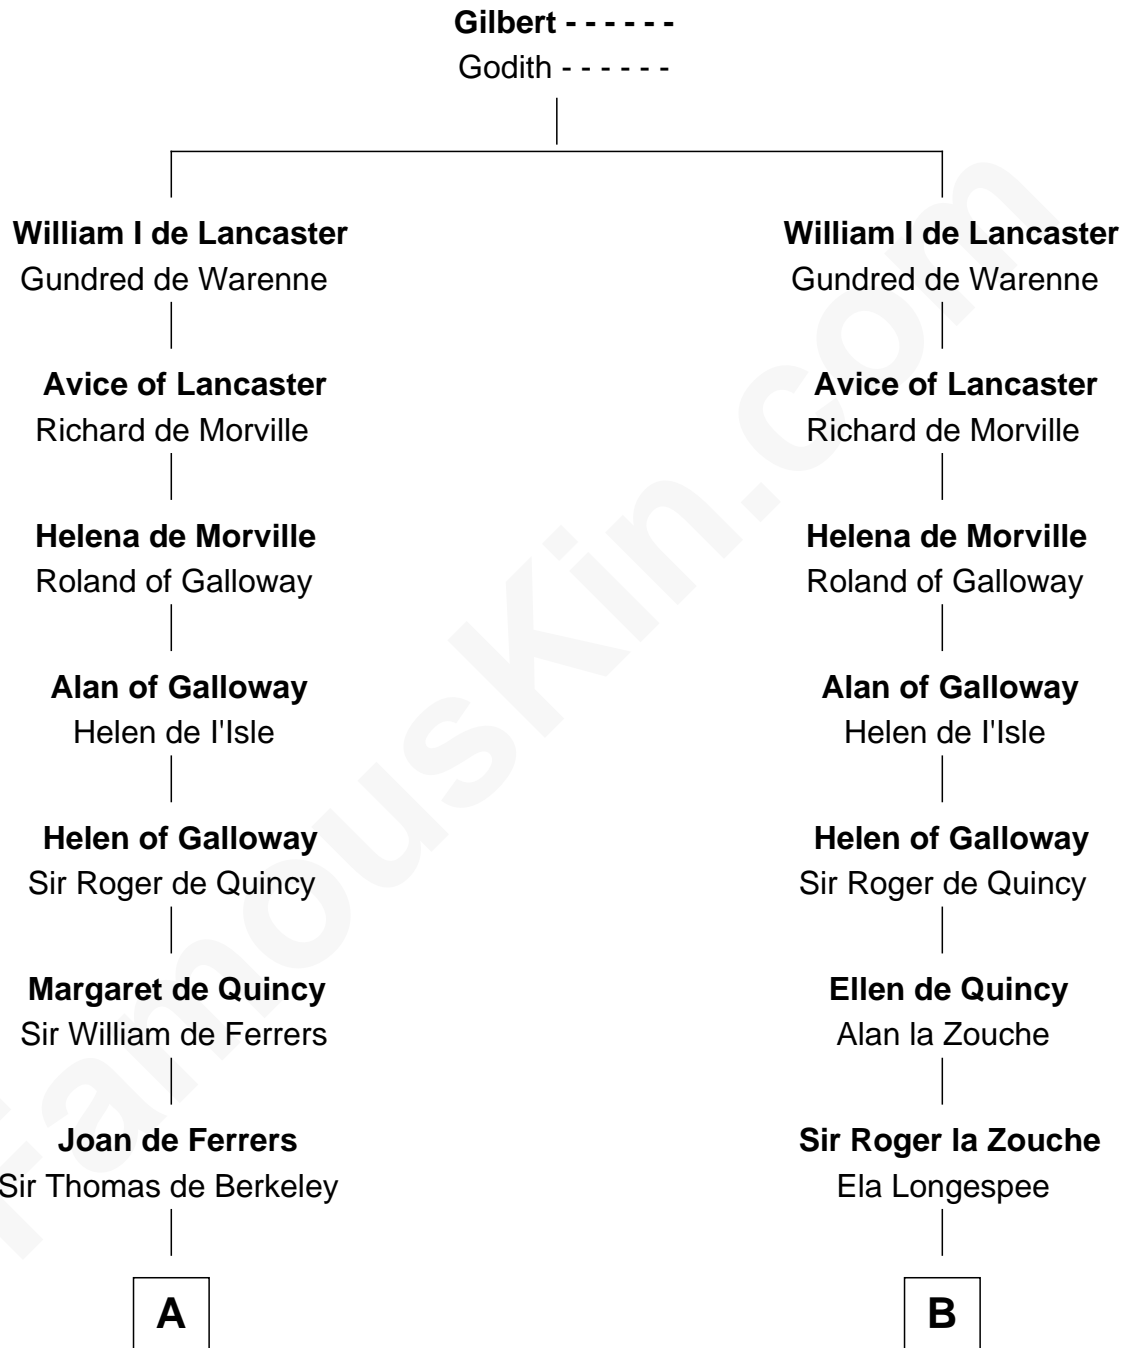 Gilbert - - - - - -
Godith - - - - - -
William I de Lancaster
Gundred de Warenne
Avice of Lancaster
Richard de Morville
Helena de Morville
Roland of Galloway
Alan of Galloway
Helen de I'Isle
Helen of Galloway
Sir Roger de Quincy
Margaret de Quincy
Sir William de Ferrers
Joan de Ferrers
Sir Thomas de Berkeley
A
William I de Lancaster
Gundred de Warenne
Avice of Lancaster
Richard de Morville
Helena de Morville
Roland of Galloway
Alan of Galloway
Helen de I'Isle
Helen of Galloway
Sir Roger de Quincy
Ellen de Quincy
Alan la Zouche
Sir Roger la Zouche
Ela Longespee
B
FamousKin.com